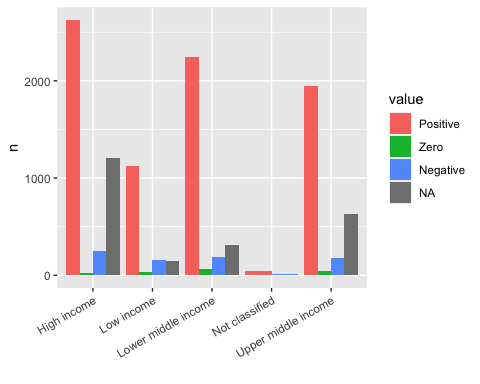 n
2000
1000
0
High income
Low income
Lower middle income
Not classified
Upper middle income
value
Positive
Zero
Negative
NA